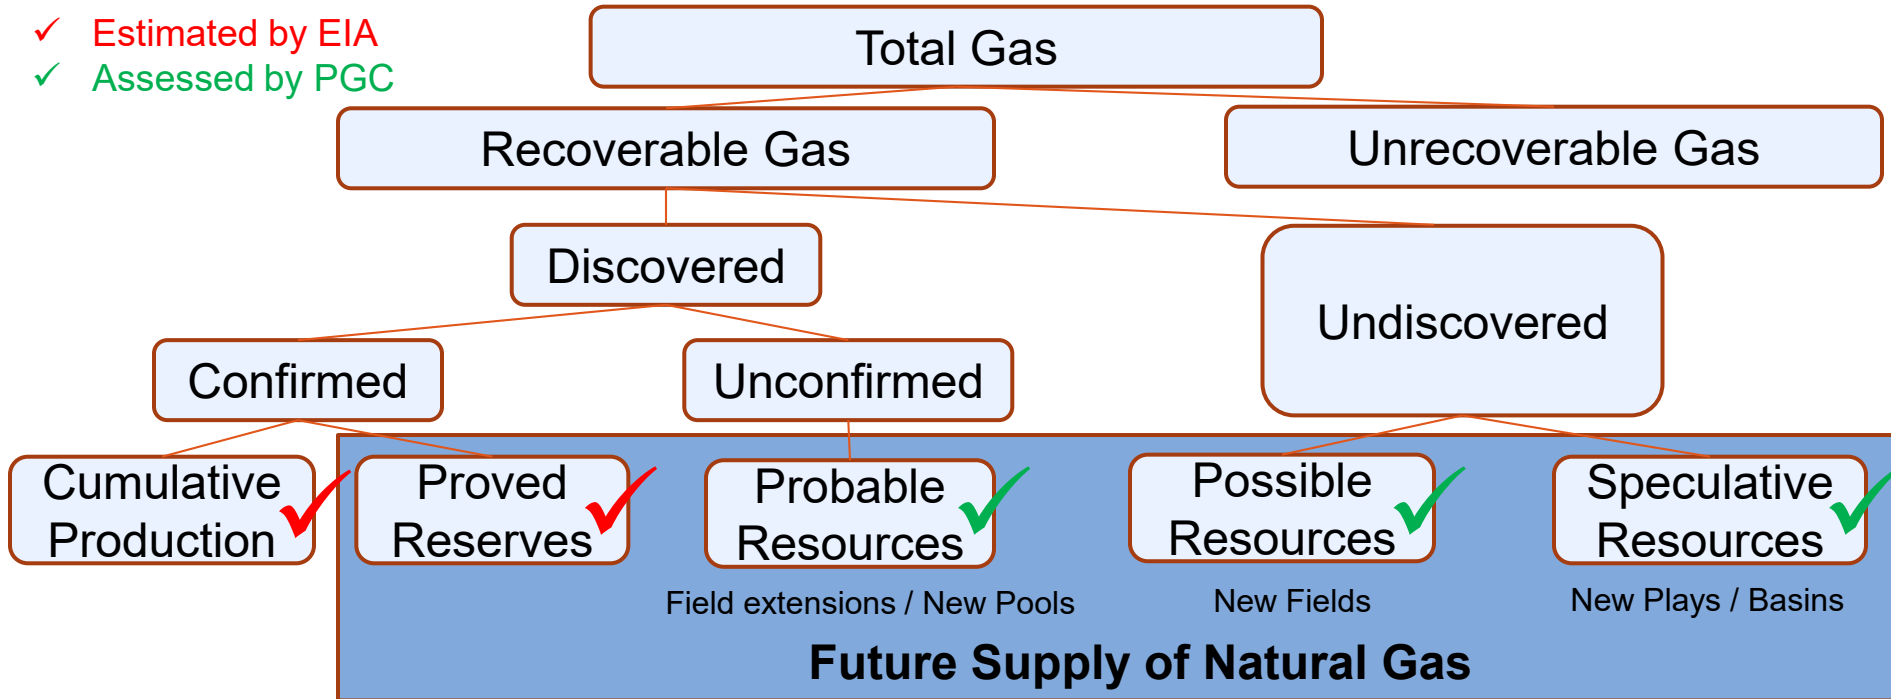 ✓ Estimated by EIA
✓ Assessed by PGC
Total Gas
Recoverable Gas
Unrecoverable Gas
Discovered
Undiscovered
Confirmed
Unconfirmed
Cumulative
Production
Proved
Reserves
Probable
Resources
Possible
Resources
Speculative
Resources
Field extensions / New Pools
New Fields
New Plays / Basins
Future Supply of Natural Gas